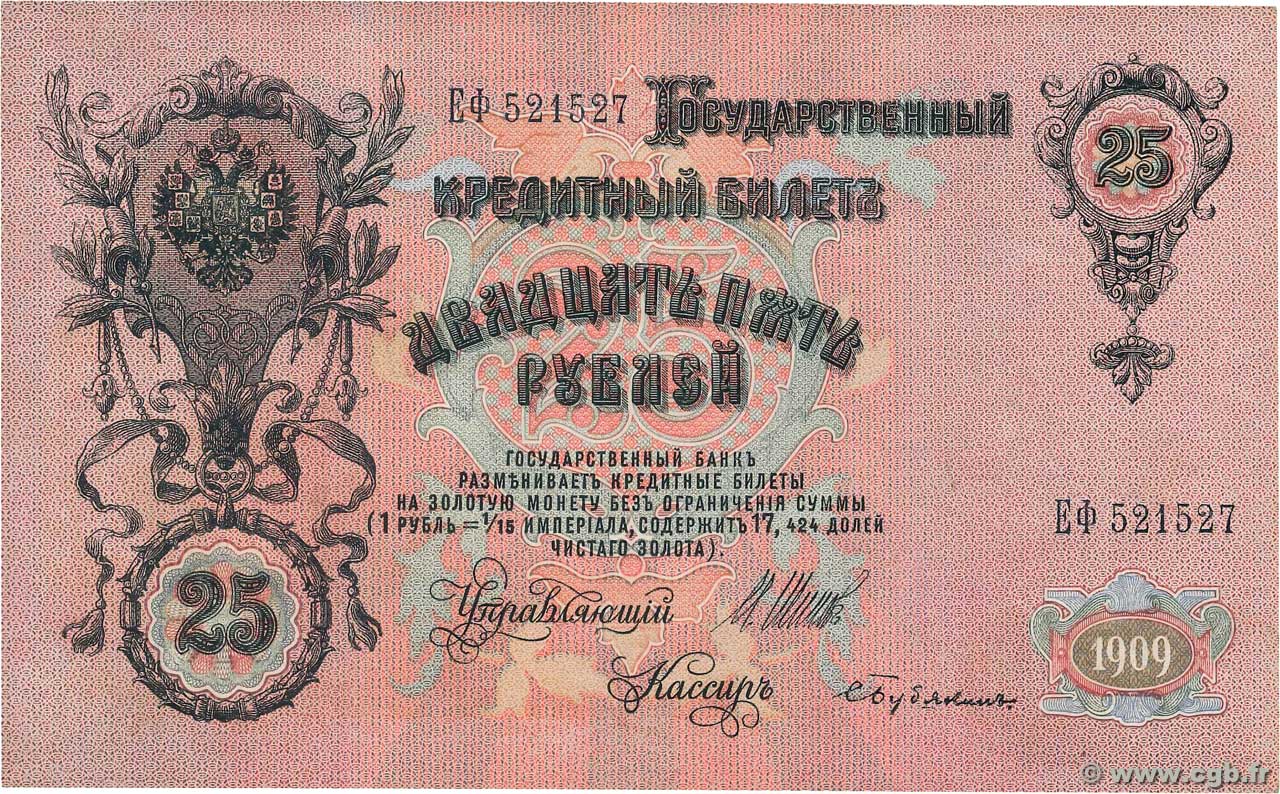 ЕФ 521527 Государственный
кредитный билетъ
25
двадцать пять
рублей
Государственный банкъ
размѣниваетъ кредитные билеты
на золотую монету безъ ограниченія суммы
(1 рубль = 1/15 имперіала, содержитъ 17, 424 долей
чистаго золота).
ЕФ 521527
Управляющій
25
Кассиръ
1909
© www.cgb.fr